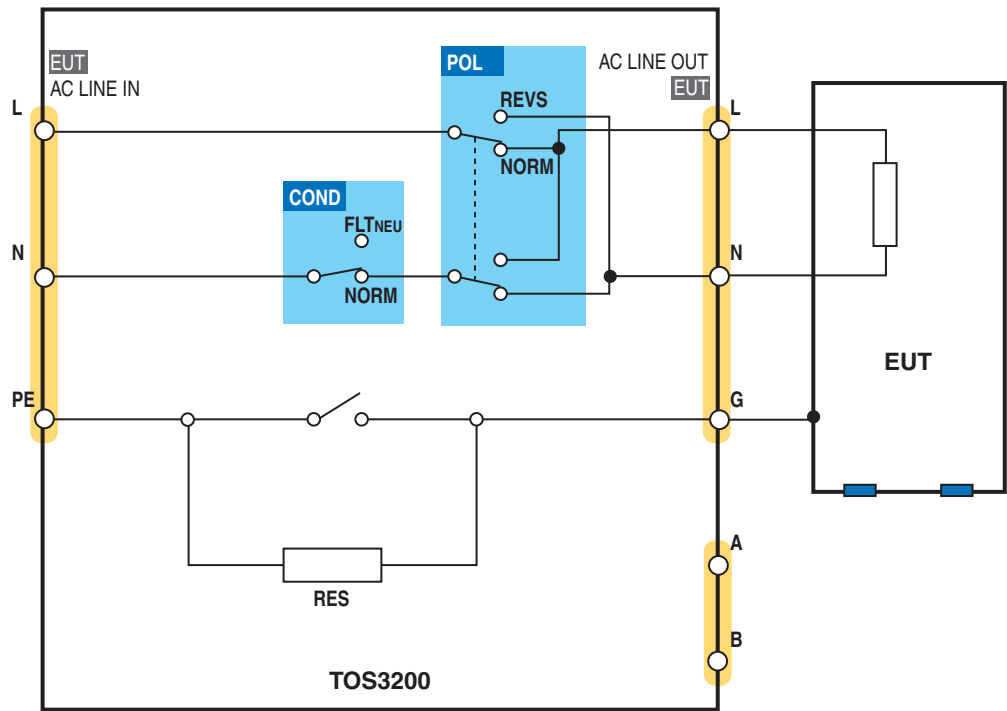 EUT
AC LINE IN
POL
AC LINE OUT
EUT
L
REVS
L
NORM
COND
FLTNEU
N
NORM
N
EUT
PE
G
A
RES
B
TOS3200